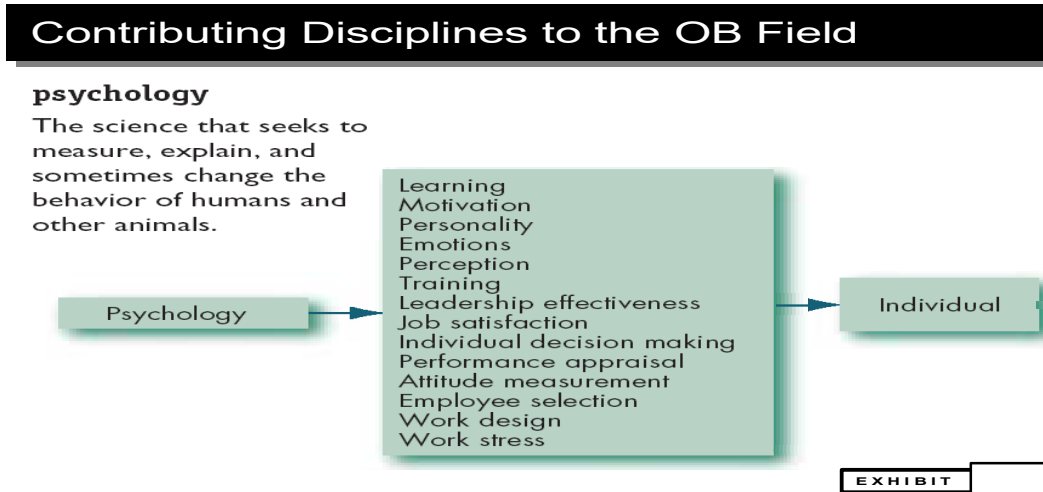 Contributing Disciplines to the OB Field
psychology
The science that seeks to
measure, explain, and
sometimes change the
behavior of humans and
other animals.
Psychology
Learning
Motivation
Personality
Emotions
Perception
Training
Leadership effectiveness
Job satisfaction
Individual decision making
Performance appraisal
Attitude measurement
Employee selection
Work design
Work stress
Individual
EXHIBIT